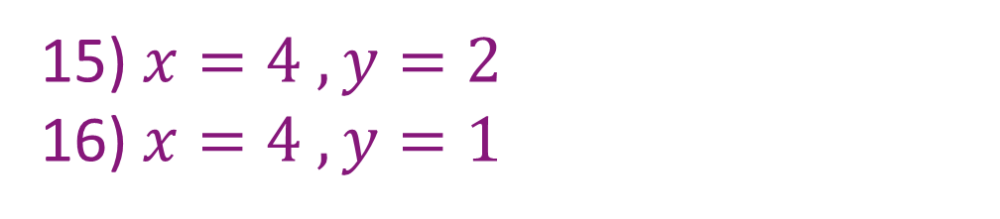 15) x = 4 , y = 2
16) x = 4 , y = 1